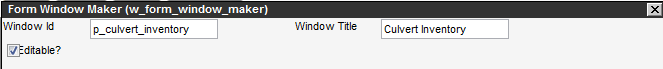 Form Window Maker (w_form_window_maker)
Window Id p_culvert_inventory Window Title Culvert Inventory
Editable?